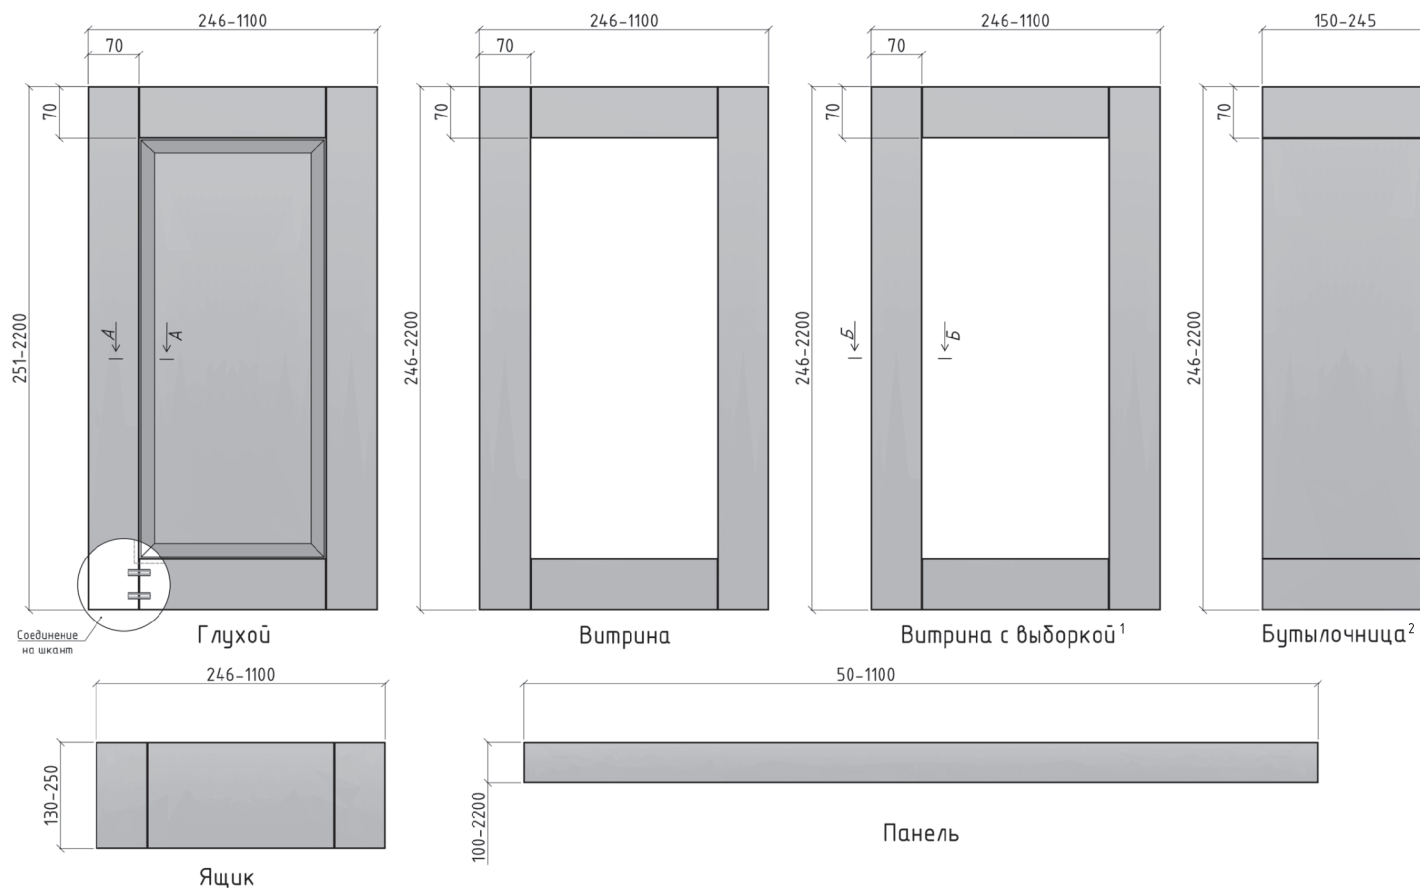 246-1100
70
70
251-2200
А
А
Соединение
на шкант
Глухой
246-1100
70
70
246-2200
Витрина
246-1100
70
70
246-2200
Б
Б
Витрина с выборкой¹
150-245
70
246-2200
Бутылочница²
246-1100
130-250
Ящик
50-1100
100-2200
Панель